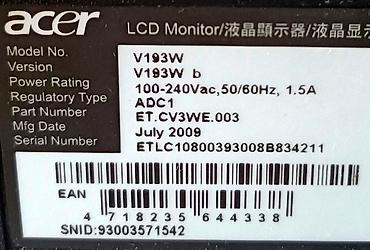 acer LCD Monitor/液晶顯示器/液晶显示
Model No. V193W
Version V193W b
Power Rating 100-240Vac,50/60Hz, 1.5A
Regulatory Type ADC1
Part Number ET.CV3WE.003
Mfg Date July 2009
Serial Number ETLC10800393008B834211
EAN
4 718235 644338
SNID:93003571542